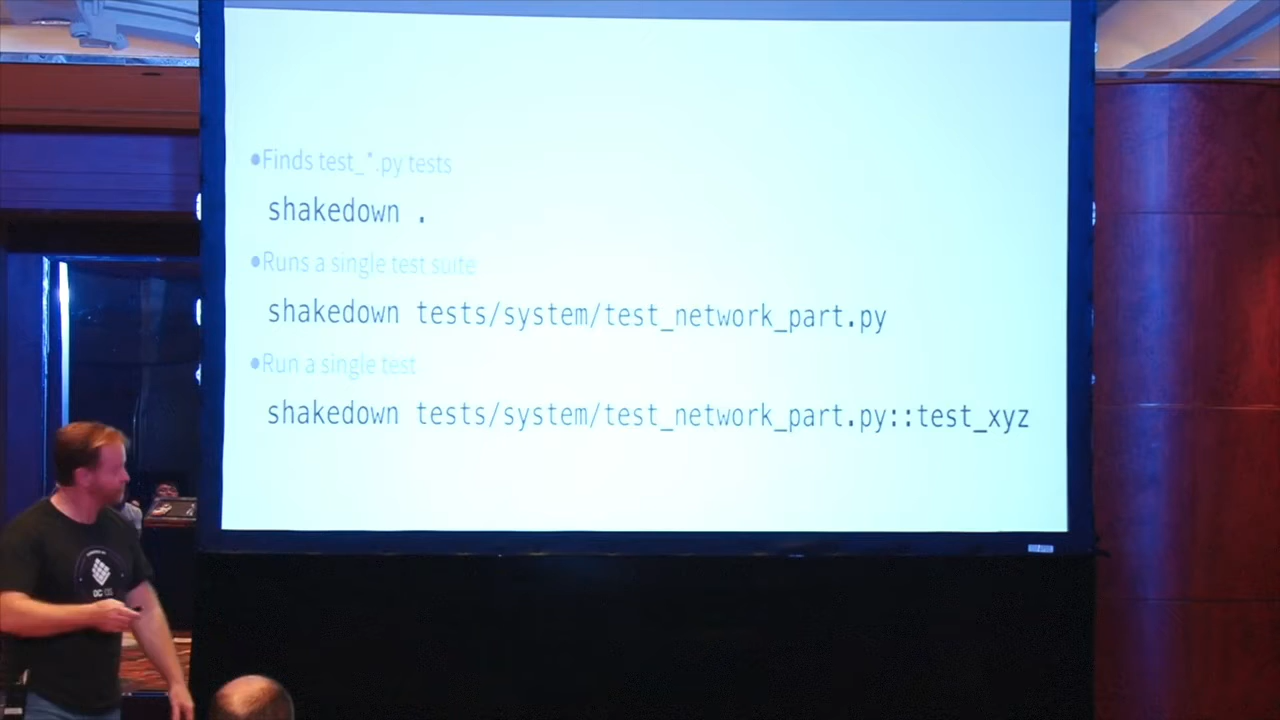 •Finds test_*.py tests
shakedown .
•Runs a single test suite
shakedown tests/system/test_network_part.py
•Run a single test
shakedown tests/system/test_network_part.py::test_xyz